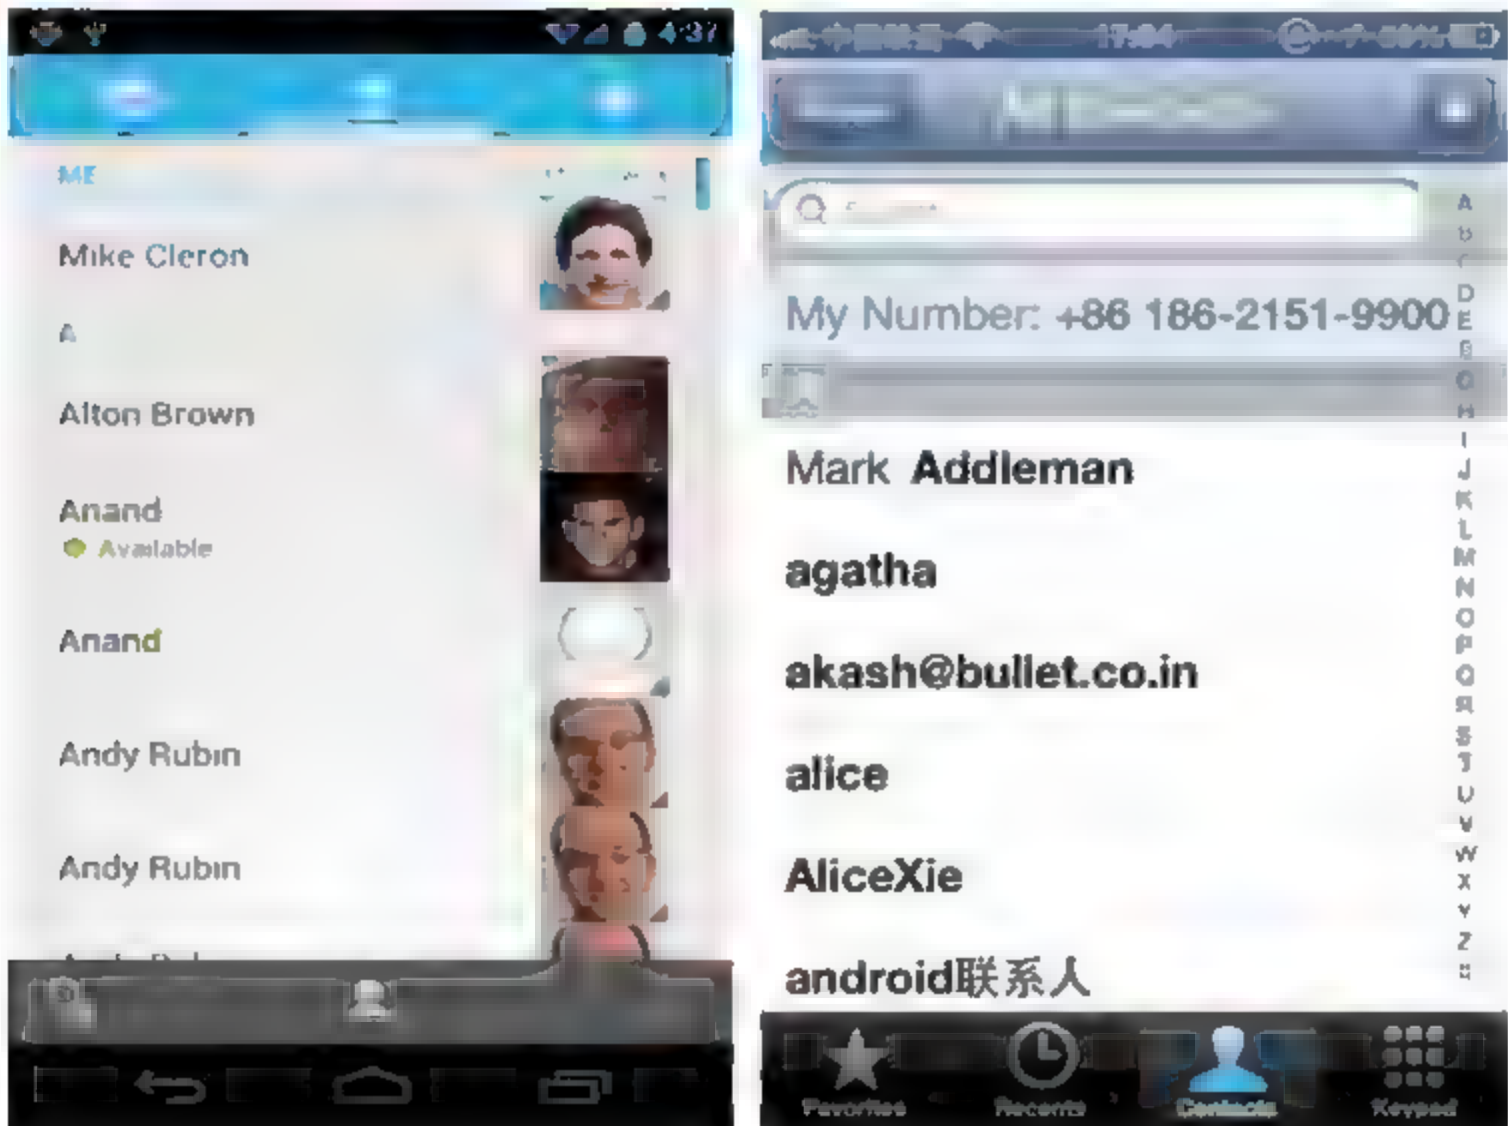 4:37
ME
Mike Cleron
A
Alton Brown
Anand
Available
Anand
Andy Rubin
Andy Rubin
17:04
My Number: +86 186-2151-9900
Mark Addleman
agatha
akash@bullet.co.in
alice
AliceXie
android联系人
A
D
E
G
H
I
J
K
L
M
N
O
P
Q
R
S
T
U
V
W
X
Y
Z
#
Favorites
Recents
Contacts
Keypad